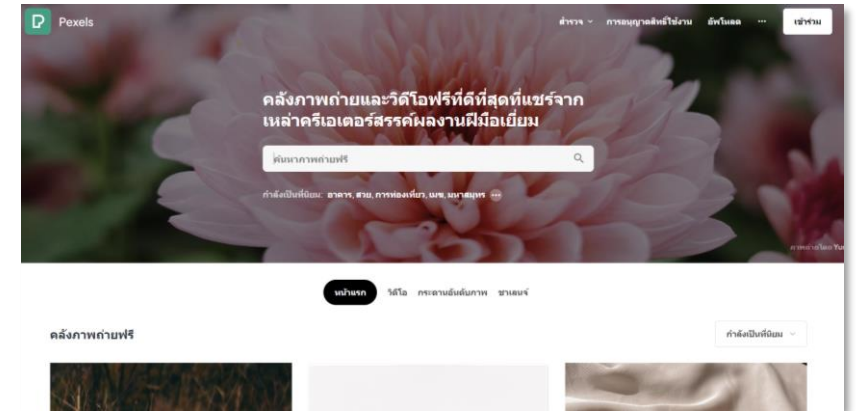 Pexels
สำรวจ การอนุญาตสิทธิ์ใช้งาน อัพโหลด ... เข้าร่วม
คลังภาพถ่ายและวิดีโอฟรีที่ดีที่สุดที่แชร์จาก
เหล่าครีเอเตอร์สรรค์ผลงานฝีมือเยี่ยม
ค้นหาภาพถ่ายฟรี
กำลังเป็นที่นิยม: อาคาร, สวย, การท่องเที่ยว, เมฆ, มหาสมุทร ...
ภาพถ่ายโดย
หน้าแรก วิดีโอ กระดานอันดับภาพ ชาเลนจ์
คลังภาพถ่ายฟรี
กำลังเป็นที่นิยม